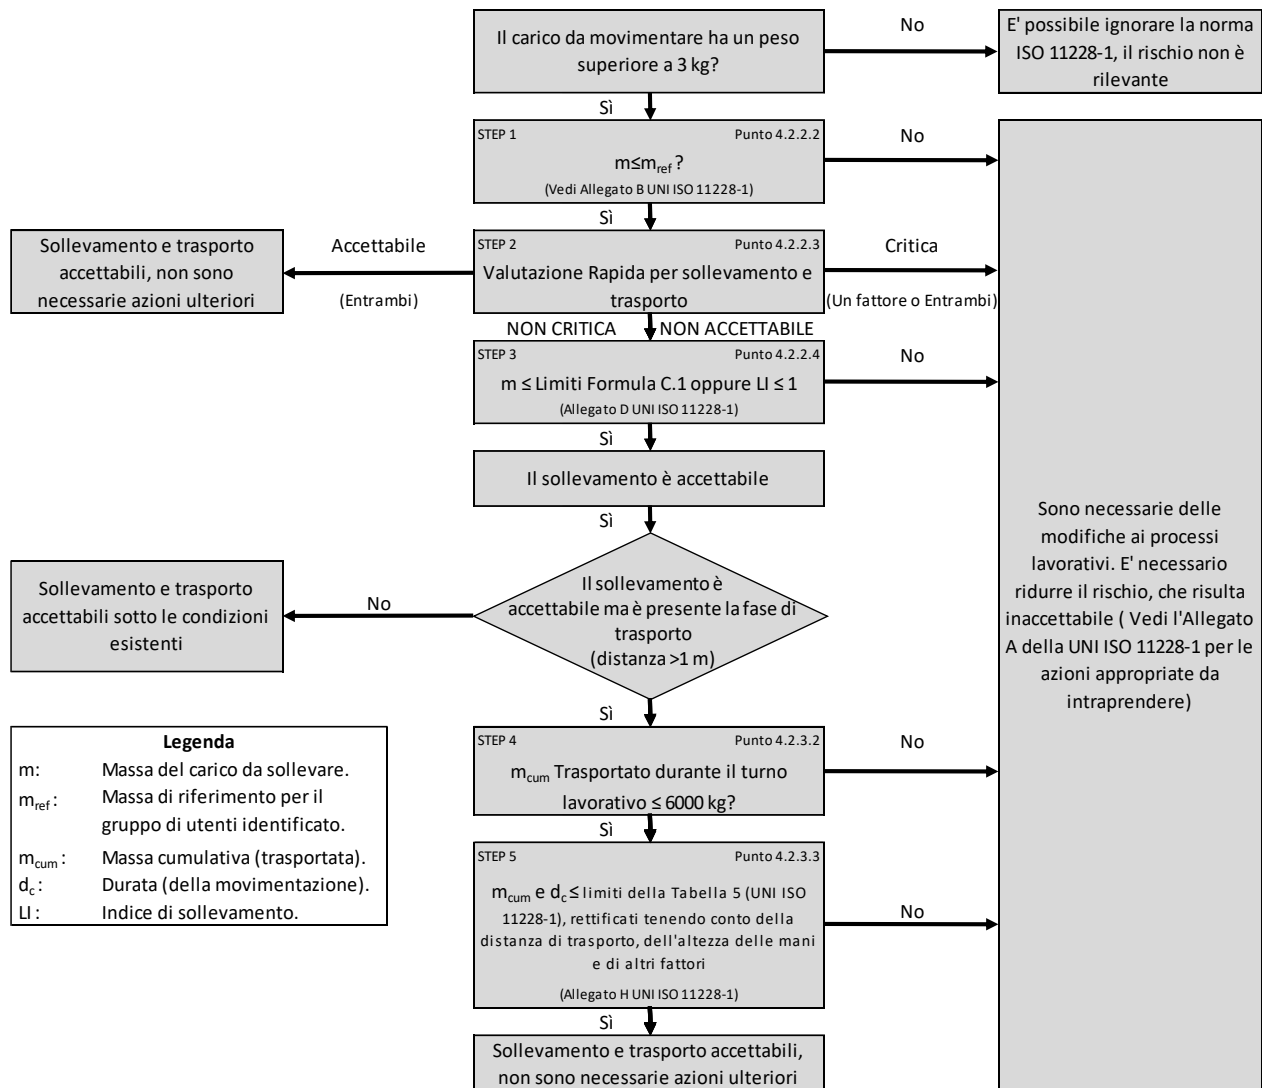 Il carico da movimentare ha un peso
superiore a 3 kg?
No
E' possibile ignorare la norma
ISO 11228-1, il rischio non è
rilevante
Sì
STEP 1 Punto 4.2.2.2
m≤mref ?
(Vedi Allegato B UNI ISO 11228-1)
No
Sì
Sollevamento e trasporto
accettabili, non sono
necessarie azioni ulteriori
Accettabile
(Entrambi)
STEP 2 Punto 4.2.2.3
Valutazione Rapida per sollevamento e
trasporto
Critica
(Un fattore o Entrambi)
NON CRITICA NON ACCETTABILE
STEP 3 Punto 4.2.2.4
m ≤ Limiti Formula C.1 oppure LI ≤ 1
(Allegato D UNI ISO 11228-1)
No
Sì
Il sollevamento è accettabile
Sì
Sollevamento e trasporto
accettabili sotto le condizioni
esistenti
No
Il sollevamento è
accettabile ma è presente la fase di
trasporto
(distanza >1 m)
Sono necessarie delle
modifiche ai processi
lavorativi. E' necessario
ridurre il rischio, che risulta
inaccettabile ( Vedi l'Allegato
A della UNI ISO 11228-1 per le
azioni appropriate da
intraprendere)
Sì
STEP 4 Punto 4.2.3.2
mcum Trasportato durante il turno
lavorativo ≤ 6000 kg?
No
Sì
STEP 5 Punto 4.2.3.3
mcum e dc ≤ limiti della Tabella 5 (UNI ISO
11228-1), rettificati tenendo conto della
distanza di trasporto, dell'altezza delle mani
e di altri fattori
(Allegato H UNI ISO 11228-1)
No
Sì
Sollevamento e trasporto accettabili,
non sono necessarie azioni ulteriori
Legenda
m: Massa del carico da sollevare.
mref : Massa di riferimento per il
gruppo di utenti identificato.
mcum : Massa cumulativa (trasportata).
dc : Durata (della movimentazione).
LI : Indice di sollevamento.